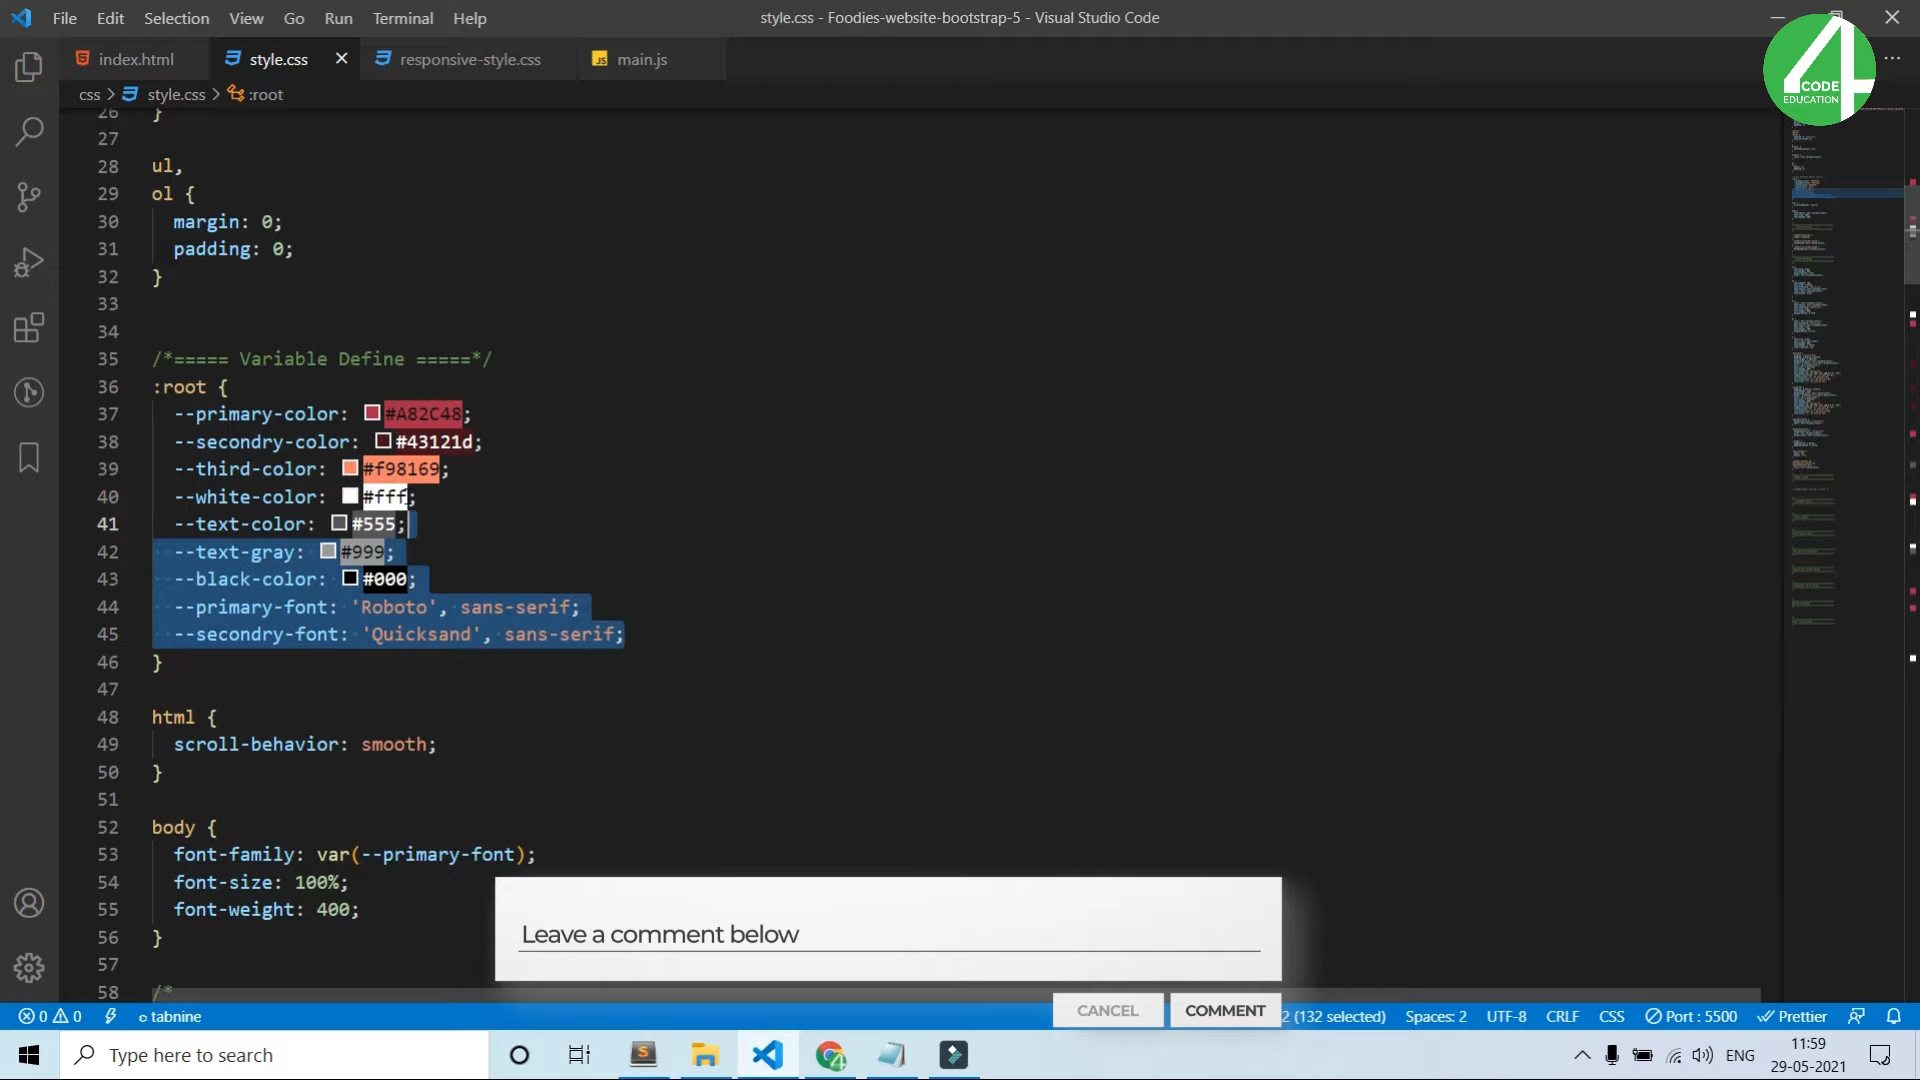 File Edit Selection View Go Run Terminal Help
style.css - Foodies-website-bootstrap-5 - Visual Studio Code
index.html
style.css
responsive-style.css
JS main.js
4 CODE EDUCATION
css > style.css > :root
26 }
27
28 ul,
29 ol {
30 margin: 0;
31 padding: 0;
32 }
33
34
35 /*===== Variable Define =====*/
36 :root {
37 --primary-color: #A82C48;
38 --secondry-color: #43121d;
39 --third-color: #f98169;
40 --white-color: #fff;
41 --text-color: #555;
42 --text-gray: #999;
43 --black-color: #000;
44 --primary-font: 'Roboto', sans-serif;
45 --secondry-font: 'Quicksand', sans-serif;
46 }
47
48 html {
49 scroll-behavior: smooth;
50 }
51
52 body {
53 font-family: var(--primary-font);
54 font-size: 100%;
55 font-weight: 400;
56 }
57
58 /*
Leave a comment below
CANCEL COMMENT
0 0 tabnine
2 (132 selected) Spaces: 2 UTF-8 CRLF CSS Port : 5500 Prettier
Type here to search
ENG
11:59
29-05-2021